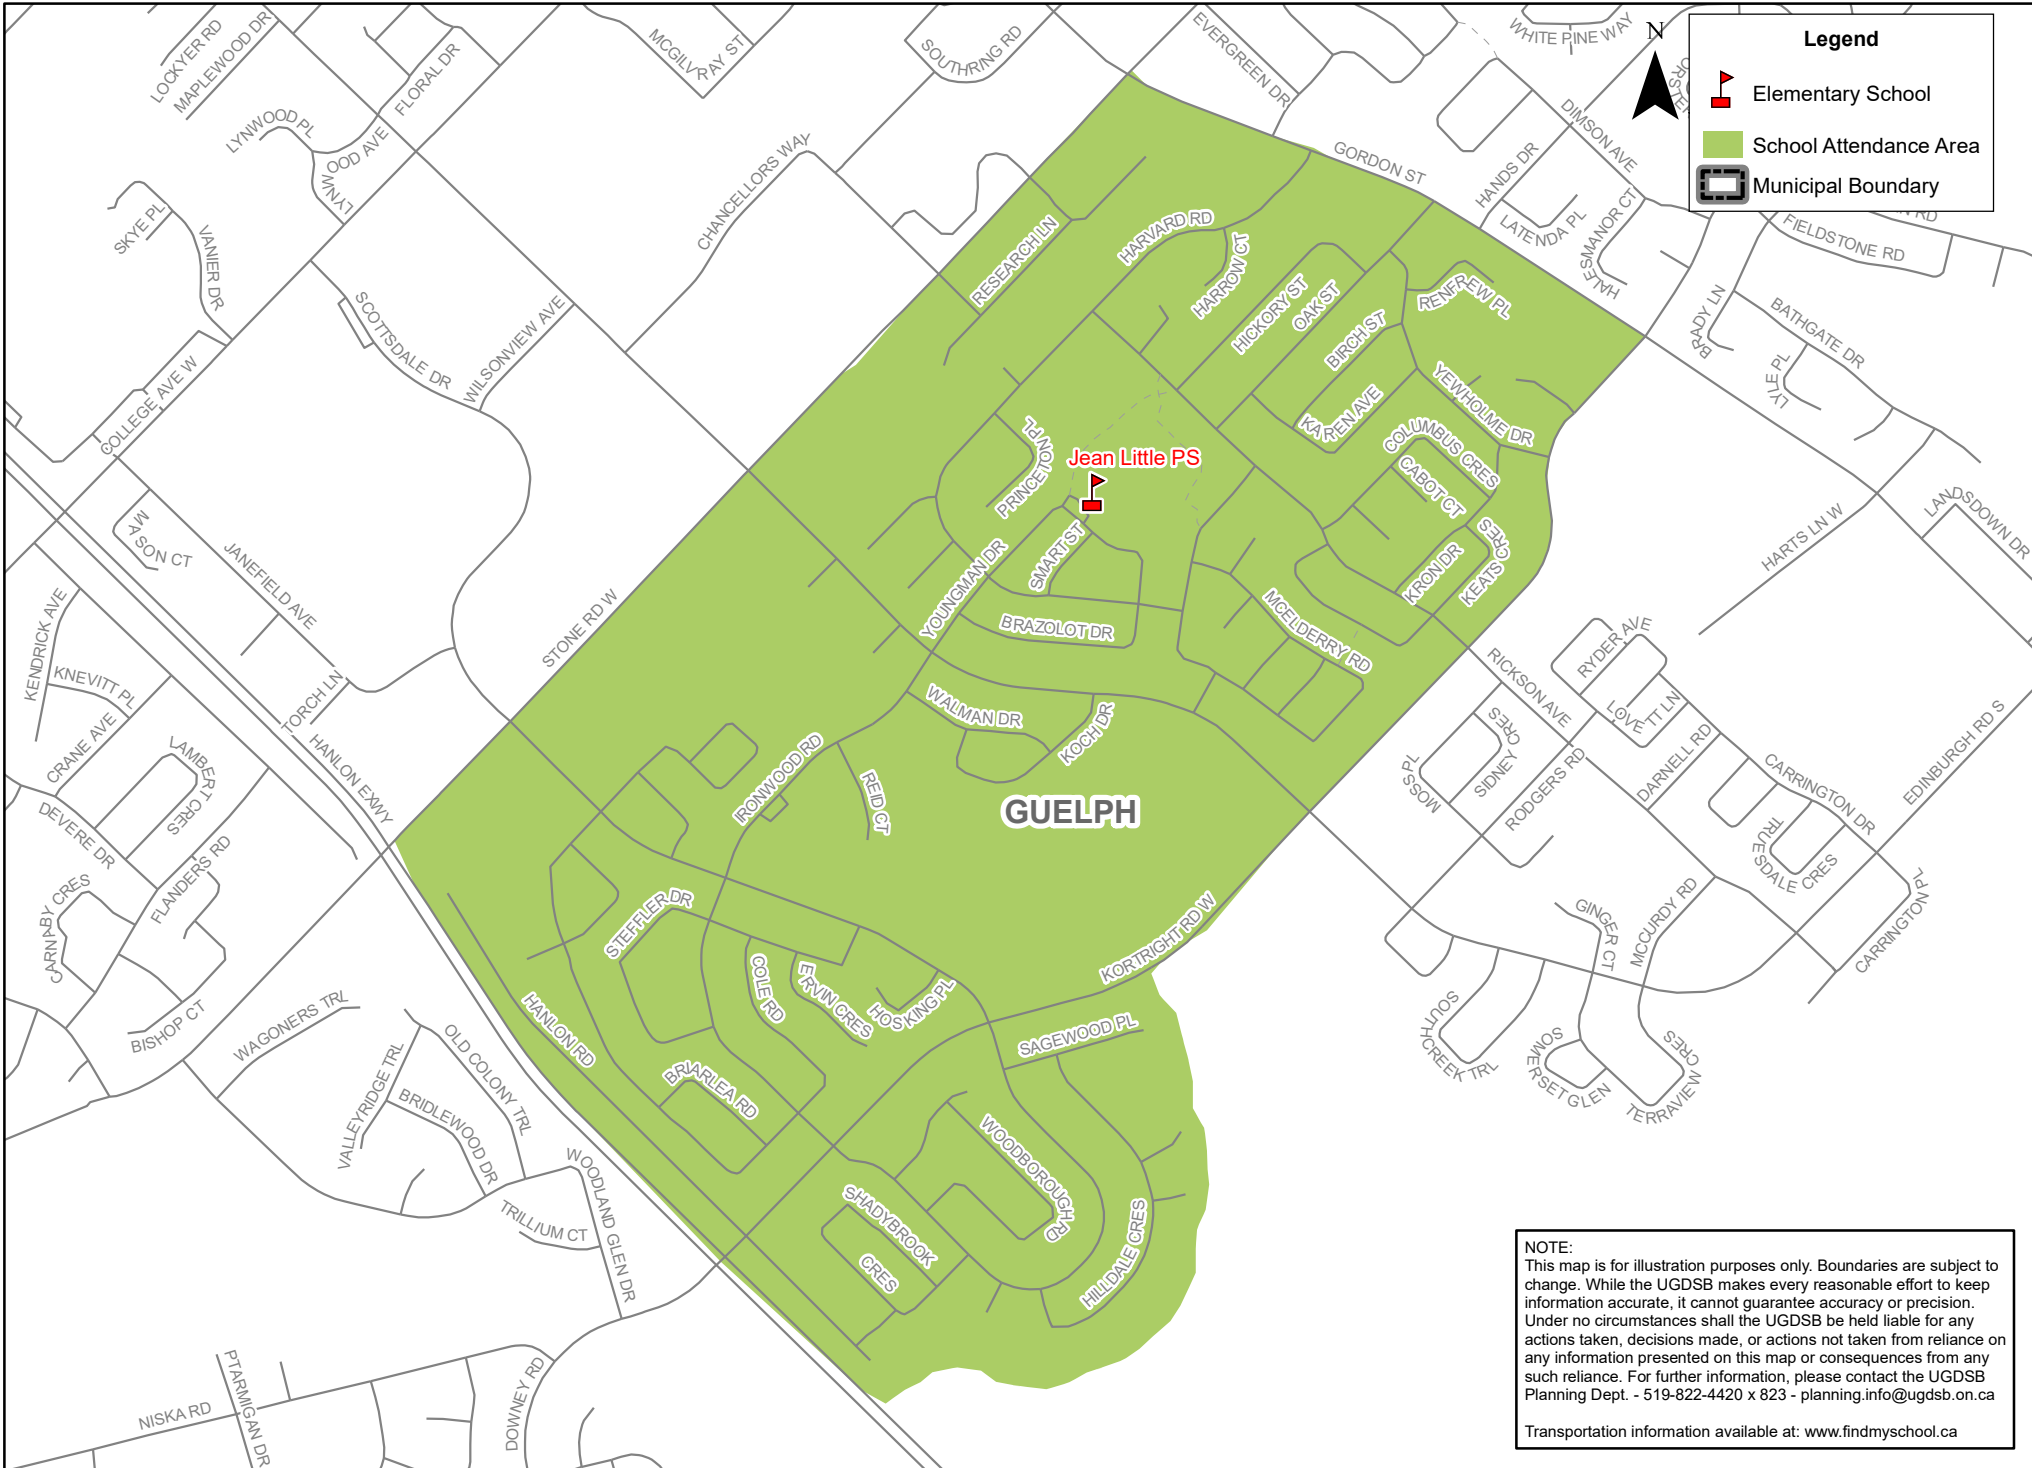 LOCKYER RD
MAPLEWOOD DR
FLORAL DR
LYNWOOD PL
LYNWOOD AVE
SKYE PL
VANIER DR
MCGILVRAY ST
SOUTHRING RD
EVERGREEN DR
WHITE PINE WAY
DIMSON AVE
N
Legend
Elementary School
School Attendance Area
Municipal Boundary
CHANCELLORS WAY
GORDON ST
HANDS DR
LATENDA PL
HALESMANOR CT
FIELDSTONE RD
BRADY LN
BATHGATE DR
LYLE PL
SCOTTSDALE DR
WILSONVIEW AVE
COLLEGE AVE W
RESEARCH LN
HARVARD RD
HARROW CT
HICKORY ST
OAK ST
BIRCH ST
RENFREW PL
KAREN AVE
YEWHOLME DR
COLUMBUS CRES
CABOT CT
PRINCETON PL
Jean Little PS
MASON CT
JANEFIELD AVE
STONE RD W
YOUNGMAN DR
SMART ST
BRAZOLOT DR
KRON DR
KEATS CRES
MCELDERRY RD
HARTS LN W
LANDSDOWN DR
KENDRICK AVE
KNEVITT PL
CRANE AVE
TORCH LN
HANLON EXWY
LAMBERT CRES
DEVERE DR
FLANDERS RD
CARNABY CRES
BISHOP CT
WALMAN DR
KOCH DR
IRONWOOD RD
REID CT
GUELPH
RICKSON AVE
RYDER AVE
LOVETT LN
SIDNEY CRES
MOSS PL
RODGERS RD
DARNELL RD
CARRINGTON DR
EDINBURGH RD S
TRUESDALE CRES
CARRINGTON PL
GINGER CT
MCCURDY RD
STEFFLER DR
COLE RD
ERVIN CRES
HOSKING PL
KORTRIGHT RD W
SAGEWOOD PL
HANLON RD
BRIARLEA RD
WAGONERS TRL
VALLEYRIDGE TRL
OLD COLONY TRL
BRIDLEWOOD DR
WOODLAND GLEN DR
TRILLIUM CT
WOODBOROUGH RD
SHADYBROOK CRES
HILLDALE CRES
SOUTHCREEK TRL
SOMERSET GLEN
TERRAVIEW CRES
NISKA RD
PTARMIGAN DR
DOWNEY RD
NOTE:
This map is for illustration purposes only. Boundaries are subject to
change. While the UGDSB makes every reasonable effort to keep
information accurate, it cannot guarantee accuracy or precision.
Under no circumstances shall the UGDSB be held liable for any
actions taken, decisions made, or actions not taken from reliance on
any information presented on this map or consequences from any
such reliance. For further information, please contact the UGDSB
Planning Dept. - 519-822-4420 x 823 - planning.info@ugdsb.on.ca
Transportation information available at: www.findmyschool.ca